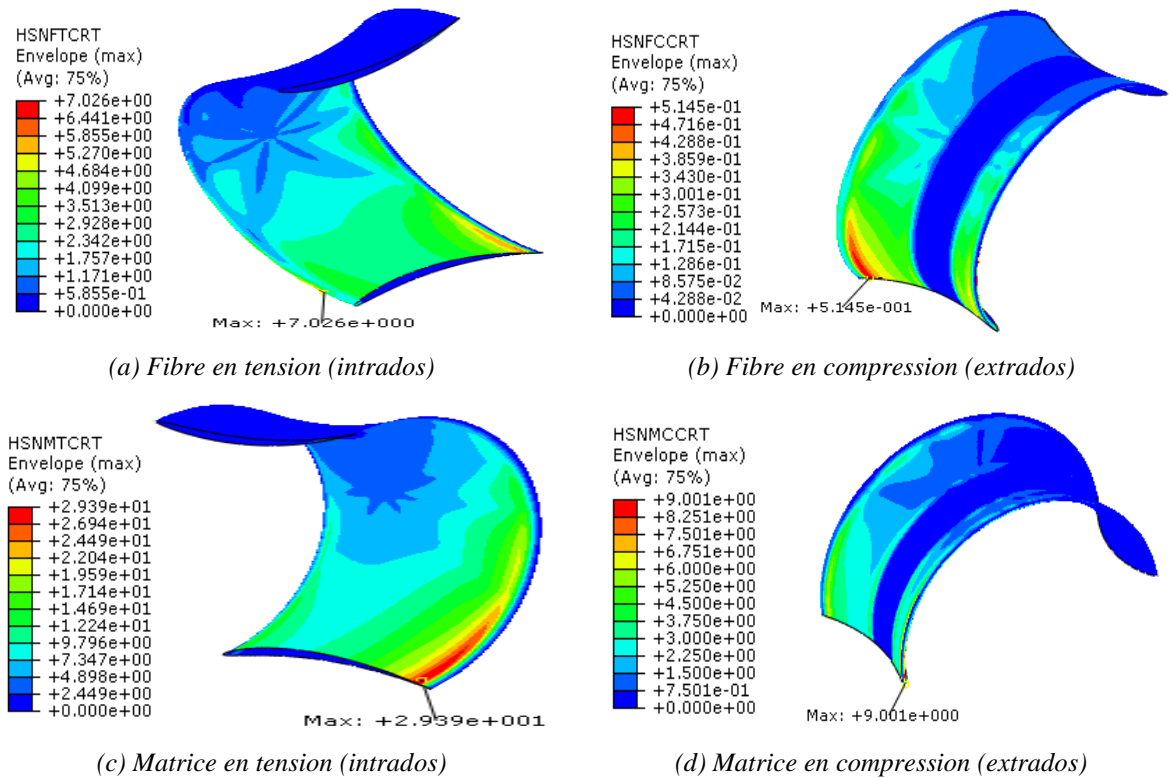 HSNFTCRT
Envelope (max)
(Avg: 75%)
+7.026e+00
+6.441e+00
+5.855e+00
+5.270e+00
+4.684e+00
+4.099e+00
+3.513e+00
+2.928e+00
+2.342e+00
+1.757e+00
+1.171e+00
+5.855e-01
+0.000e+00
Max: +7.026e+000
(a) Fibre en tension (intrados)
HSNFCCRT
Envelope (max)
(Avg: 75%)
+5.145e-01
+4.716e-01
+4.288e-01
+3.859e-01
+3.430e-01
+3.001e-01
+2.573e-01
+2.144e-01
+1.715e-01
+1.286e-01
+8.575e-02
+4.288e-02
+0.000e+00
Max: +5.145e-001
(b) Fibre en compression (extrados)
HSNMTCRT
Envelope (max)
(Avg: 75%)
+2.939e+01
+2.694e+01
+2.449e+01
+2.204e+01
+1.959e+01
+1.714e+01
+1.469e+01
+1.224e+01
+9.796e+00
+7.347e+00
+4.898e+00
+2.449e+00
+0.000e+00
Max: +2.939e+001
(c) Matrice en tension (intrados)
HSNMCCRT
Envelope (max)
(Avg: 75%)
+9.001e+00
+8.251e+00
+7.501e+00
+6.751e+00
+6.000e+00
+5.250e+00
+4.500e+00
+3.750e+00
+3.000e+00
+2.250e+00
+1.500e+00
+7.501e-01
+0.000e+00
Max: +9.001e+000
(d) Matrice en compression (extrados)